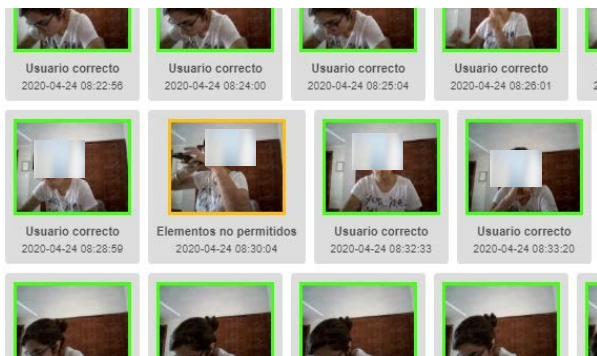 Usuario correcto
2020-04-24 08:22:56
Usuario correcto
2020-04-24 08:24:00
Usuario correcto
2020-04-24 08:25:04
Usuario correcto
2020-04-24 08:26:01
Usuario correcto
2020-04-24 08:28:59
Elementos no permitidos
2020-04-24 08:30:04
Usuario correcto
2020-04-24 08:32:33
Usuario correcto
2020-04-24 08:33:20